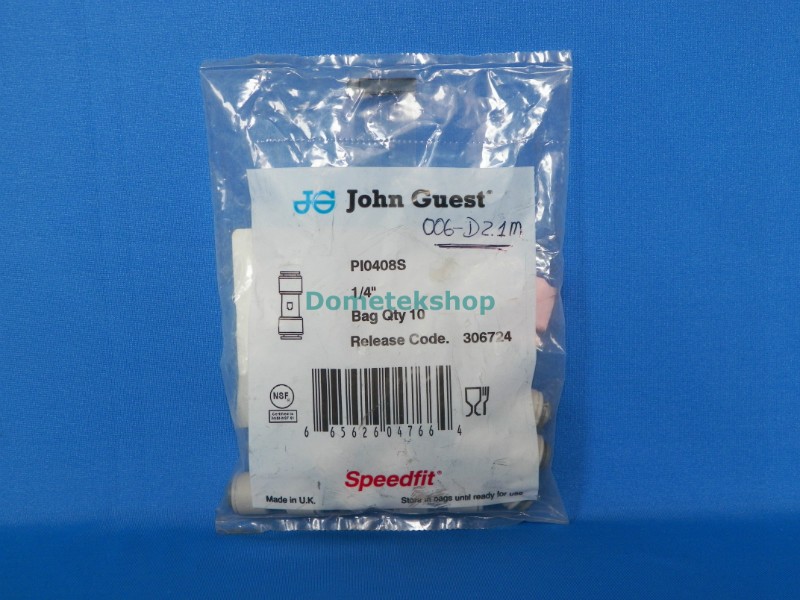 JG John Guest®
006-D2.1m
PI0408S
1/4"
Dometekshop
Bag Qty 10
Release Code. 306724
NSF
6 65626 04766 4
Speedfit®
Made in U.K.
Store in bags until ready for use